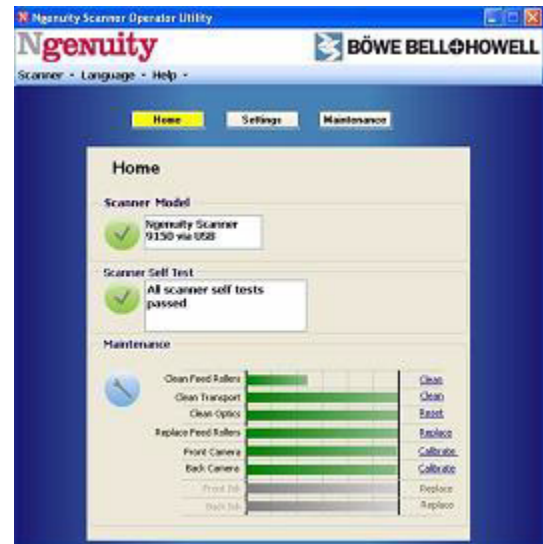 Ngenuity Scanner Operator Utility
Ngenuity
BÖWE BELL+HOWELL
Scanner - Language - Help -
Home Settings Maintenance
Home
Scanner Model
Ngenuity Scanner
9150 via USB
Scanner Self Test
All scanner self tests
passed
Maintenance
Clean Feed Rollers Clean
Clean Transport Clean
Clean Optics Reset
Replace Feed Rollers Replace
Front Camera Calibrate
Back Camera Calibrate
Front Ink Replace
Back Ink Replace